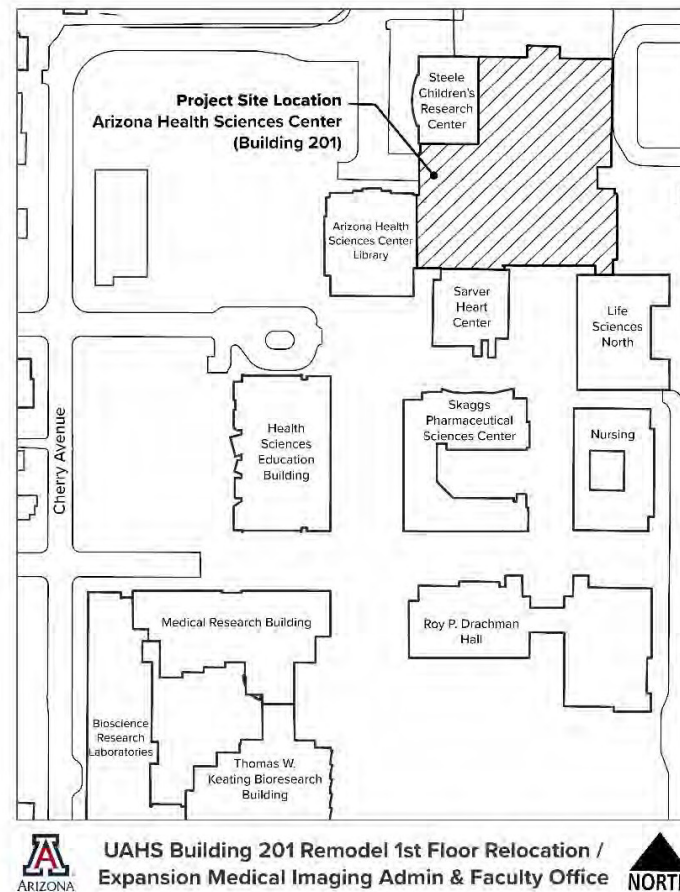 Steele
Children's
Research
Center
Project Site Location
Arizona Health Sciences Center
(Building 201)
Arizona Health
Sciences Center
Library
Sarver
Heart
Center
Life
Sciences
North
Skaggs
Pharmaceutical
Sciences Center
Nursing
Health
Sciences
Education
Building
Cherry Avenue
Medical Research Building
Roy P. Drachman
Hall
Bioscience
Research
Laboratories
Thomas W.
Keating Bioresearch
Building
A
ARIZONA
UAHS Building 201 Remodel 1st Floor Relocation /
Expansion Medical Imaging Admin & Faculty Office
NORTH